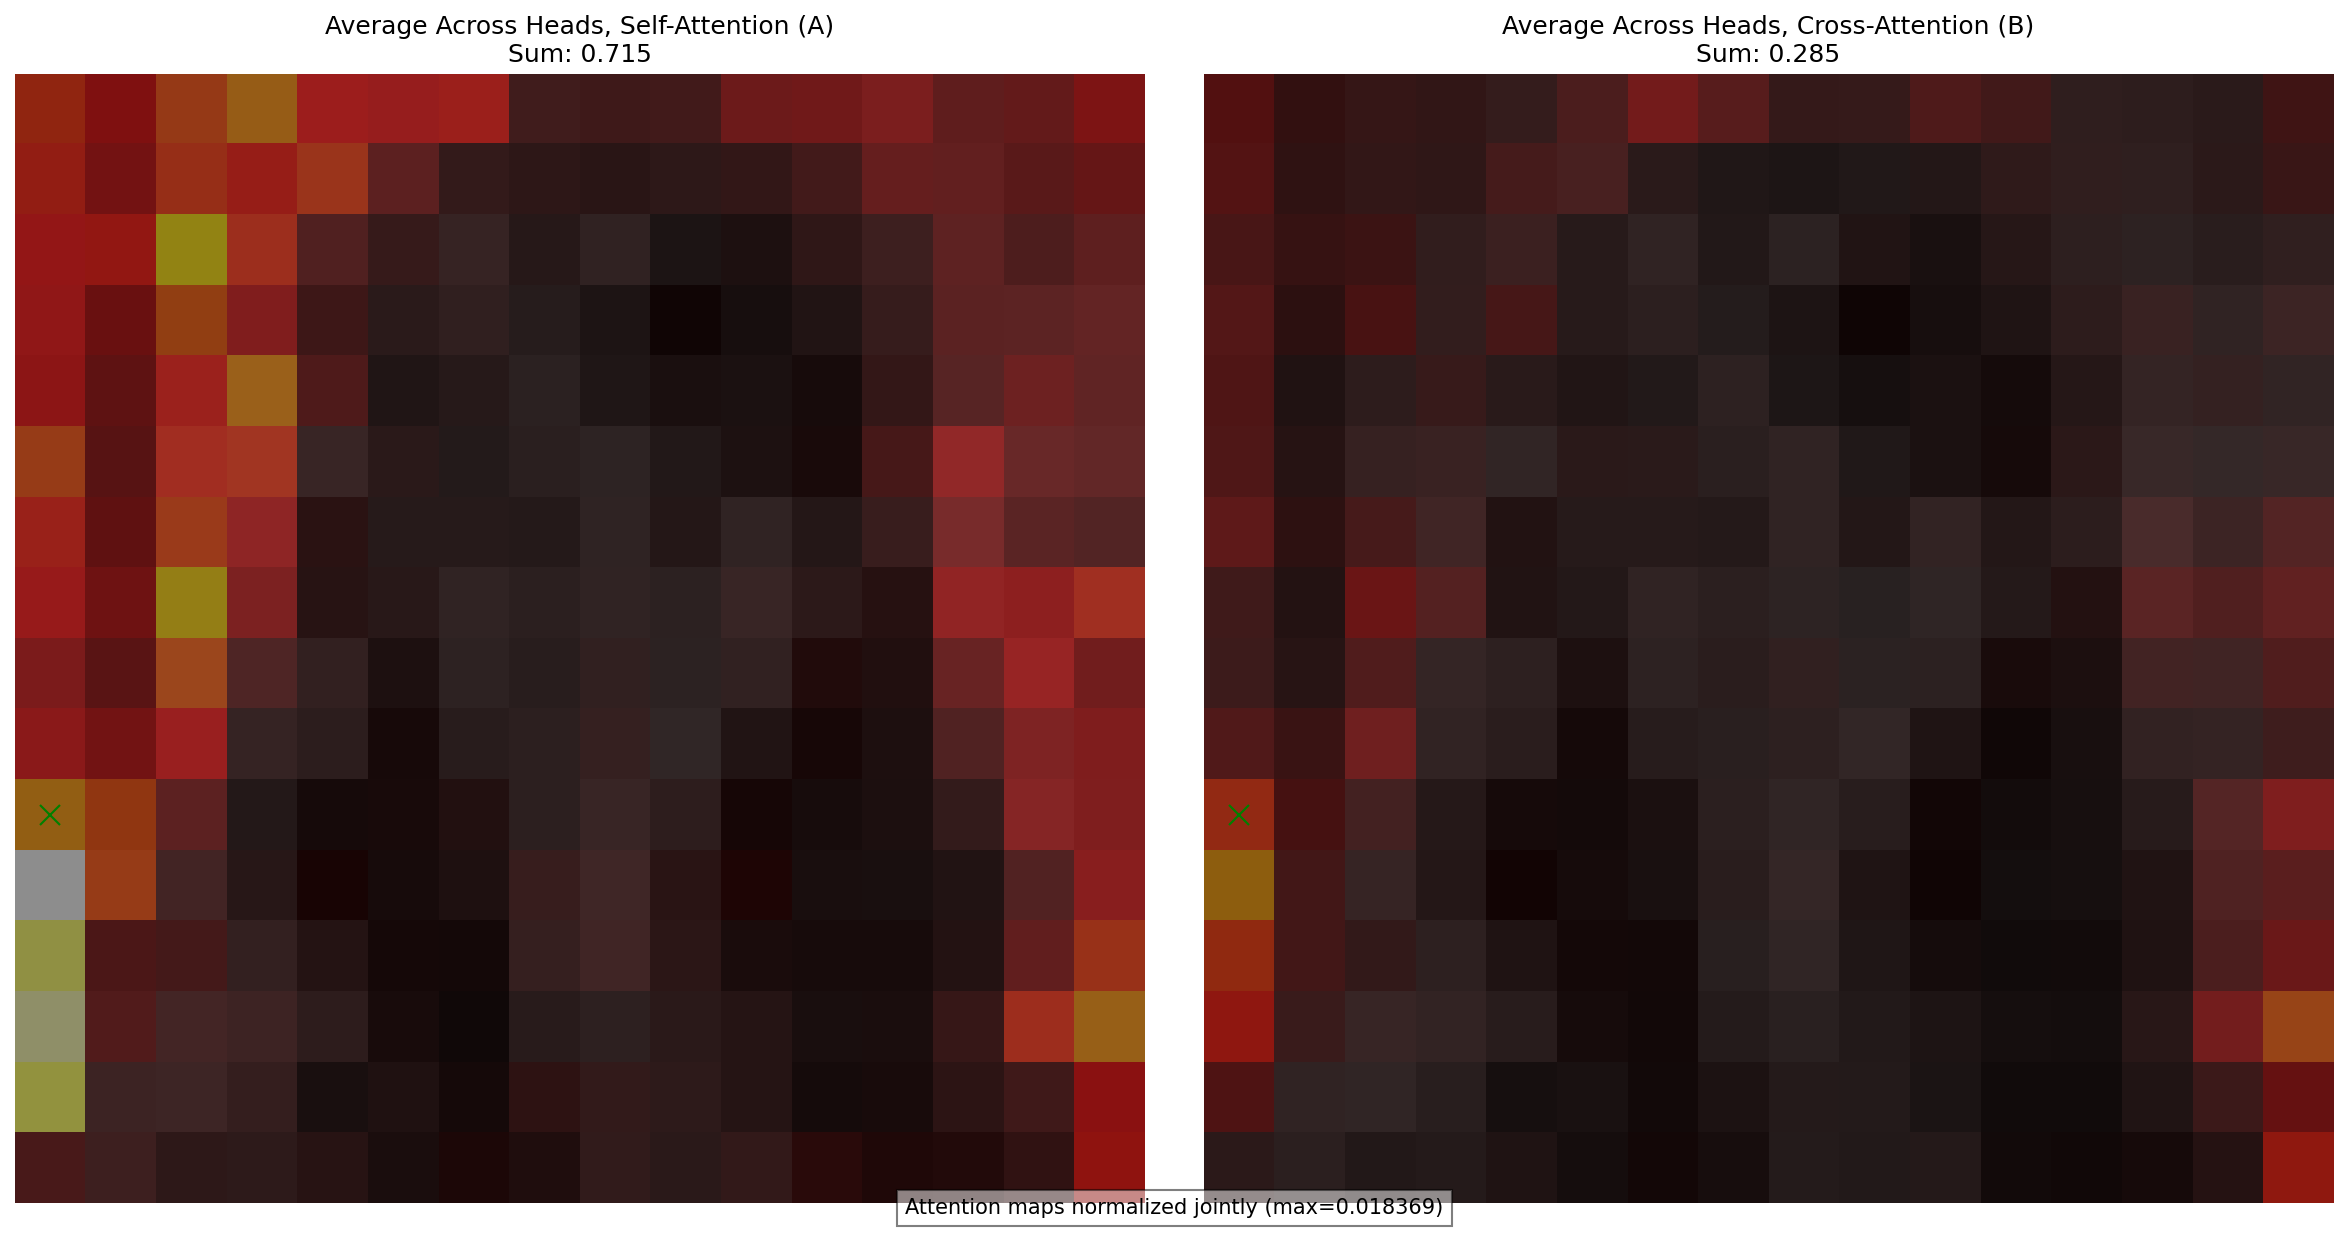 Average Across Heads, Self-Attention (A)
Sum: 0.715
Average Across Heads, Cross-Attention (B)
Sum: 0.285
Attention maps normalized jointly (max=0.018369)